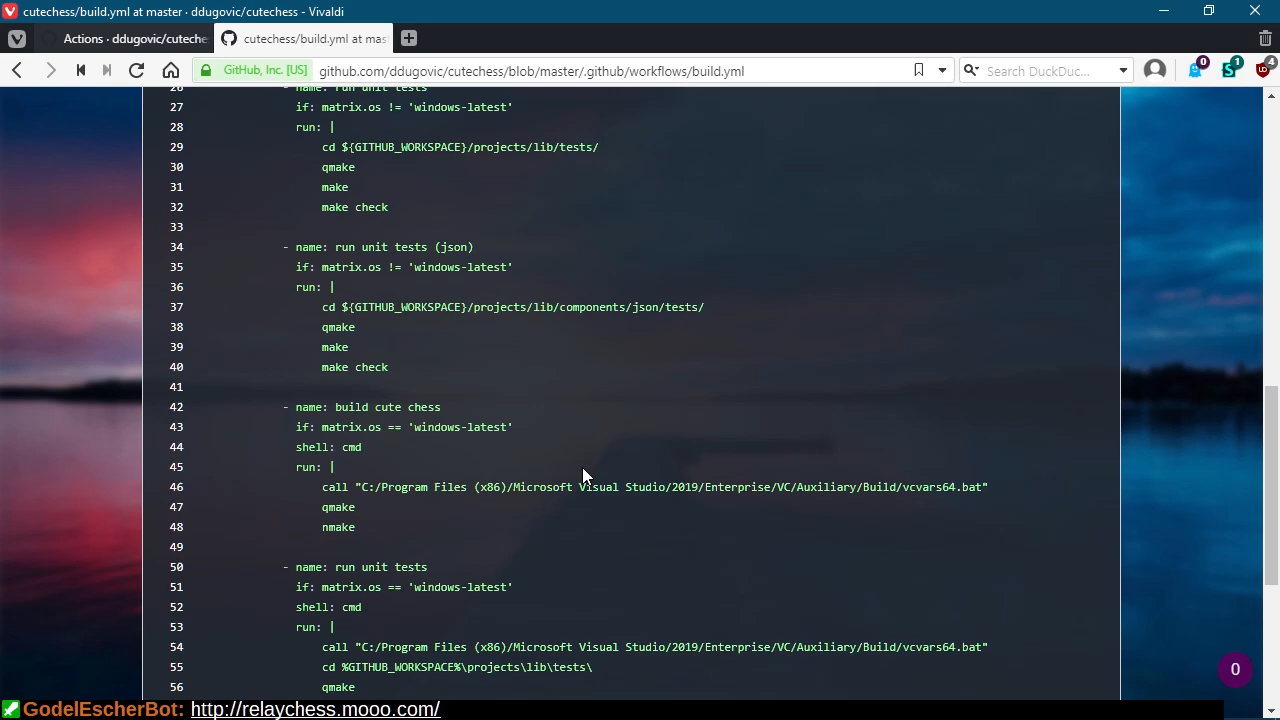 cutechess/build.yml at master · ddugovic/cutechess - Vivaldi
Actions · ddugovic/cuteche
cutechess/build.yml at mas
GitHub, Inc. [US]
github.com/ddugovic/cutechess/blob/master/.github/workflows/build.yml
Search DuckDuc...
0
1
4
26 - name: run unit tests
27 if: matrix.os != 'windows-latest'
28 run: |
29 cd ${GITHUB_WORKSPACE}/projects/lib/tests/
30 qmake
31 make
32 make check
33
34 - name: run unit tests (json)
35 if: matrix.os != 'windows-latest'
36 run: |
37 cd ${GITHUB_WORKSPACE}/projects/lib/components/json/tests/
38 qmake
39 make
40 make check
41
42 - name: build cute chess
43 if: matrix.os == 'windows-latest'
44 shell: cmd
45 run: |
46 call "C:/Program Files (x86)/Microsoft Visual Studio/2019/Enterprise/VC/Auxiliary/Build/vcvars64.bat"
47 qmake
48 nmake
49
50 - name: run unit tests
51 if: matrix.os == 'windows-latest'
52 shell: cmd
53 run: |
54 call "C:/Program Files (x86)/Microsoft Visual Studio/2019/Enterprise/VC/Auxiliary/Build/vcvars64.bat"
55 cd %GITHUB_WORKSPACE%\projects\lib\tests\
56 qmake
0
GodelEscherBot: http://relaychess.mooo.com/